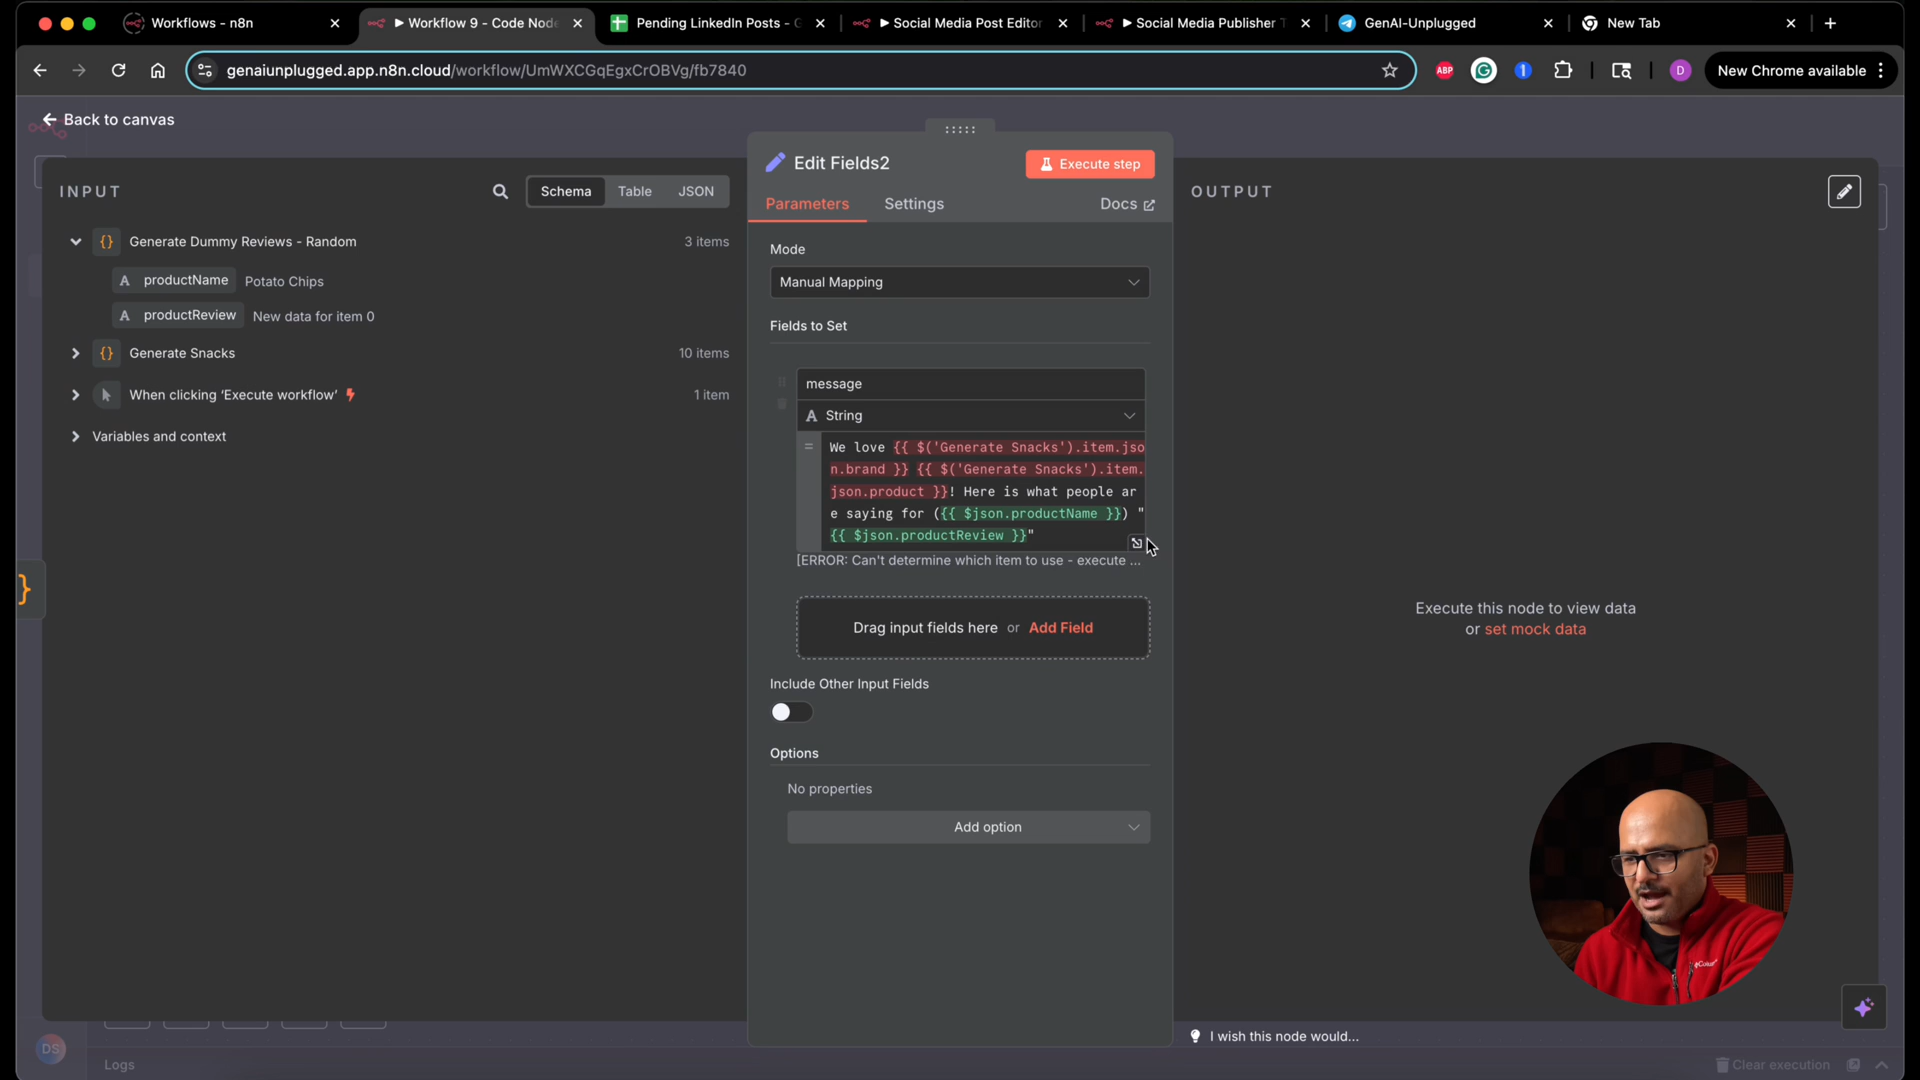 Workflows - n8n
Workflow 9 - Code Node
Pending LinkedIn Posts - G
Social Media Post Editor
Social Media Publisher T
GenAI-Unplugged
New Tab
genaiunplugged.app.n8n.cloud/workflow/UmWXCGqEgxCrOBVg/fb7840
ABP
1
D
New Chrome available
Back to canvas
INPUT
Schema
Table
JSON
Generate Dummy Reviews - Random
3 items
A productName Potato Chips
A productReview New data for item 0
Generate Snacks
10 items
When clicking ‘Execute workflow’
1 item
Variables and context
Edit Fields2
Execute step
Parameters
Settings
Docs
Mode
Manual Mapping
Fields to Set
message
A String
= We love {{ $('Generate Snacks').item.jso
n.brand }} {{ $('Generate Snacks').item.
json.product }}! Here is what people ar
e saying for ({{ $json.productName }}) "
{{ $json.productReview }}"
[ERROR: Can't determine which item to use - execute ...
Drag input fields here or Add Field
Include Other Input Fields
Options
No properties
Add option
OUTPUT
Execute this node to view data
or set mock data
I wish this node would...
DS
Logs
Clear execution